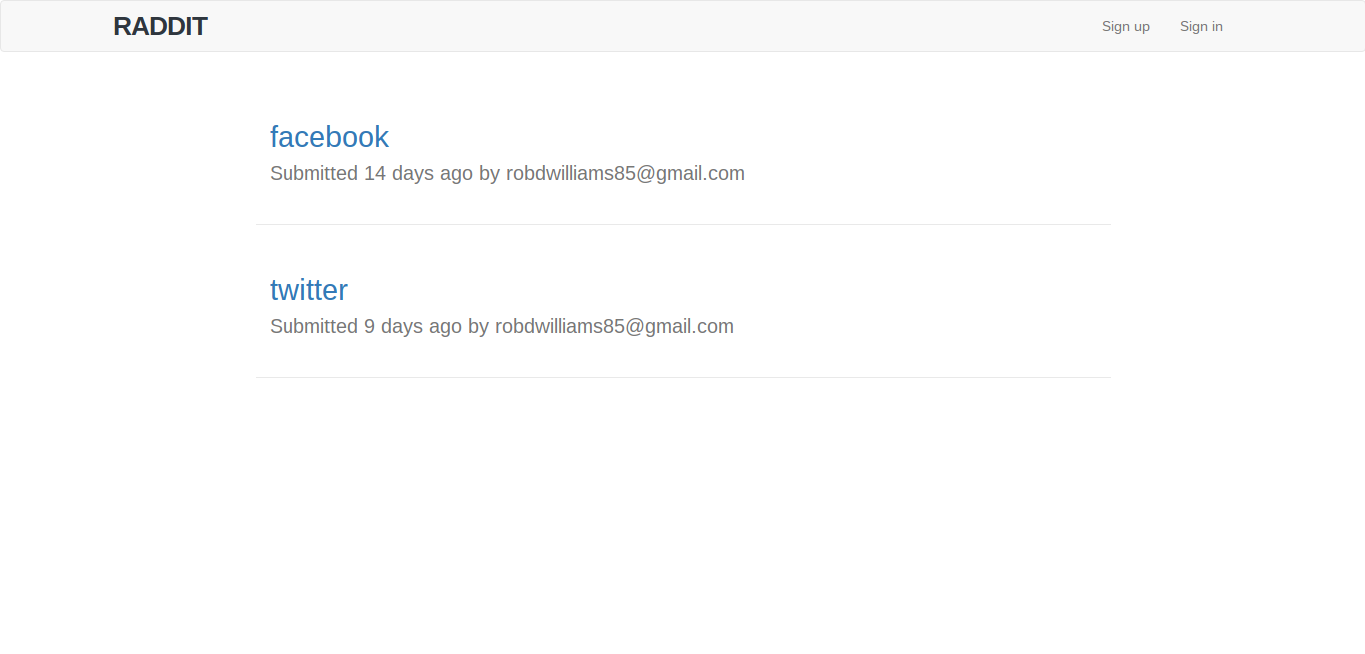 RADDIT
Sign up
Sign in
facebook
Submitted 14 days ago by robdwilliams85@gmail.com
twitter
Submitted 9 days ago by robdwilliams85@gmail.com